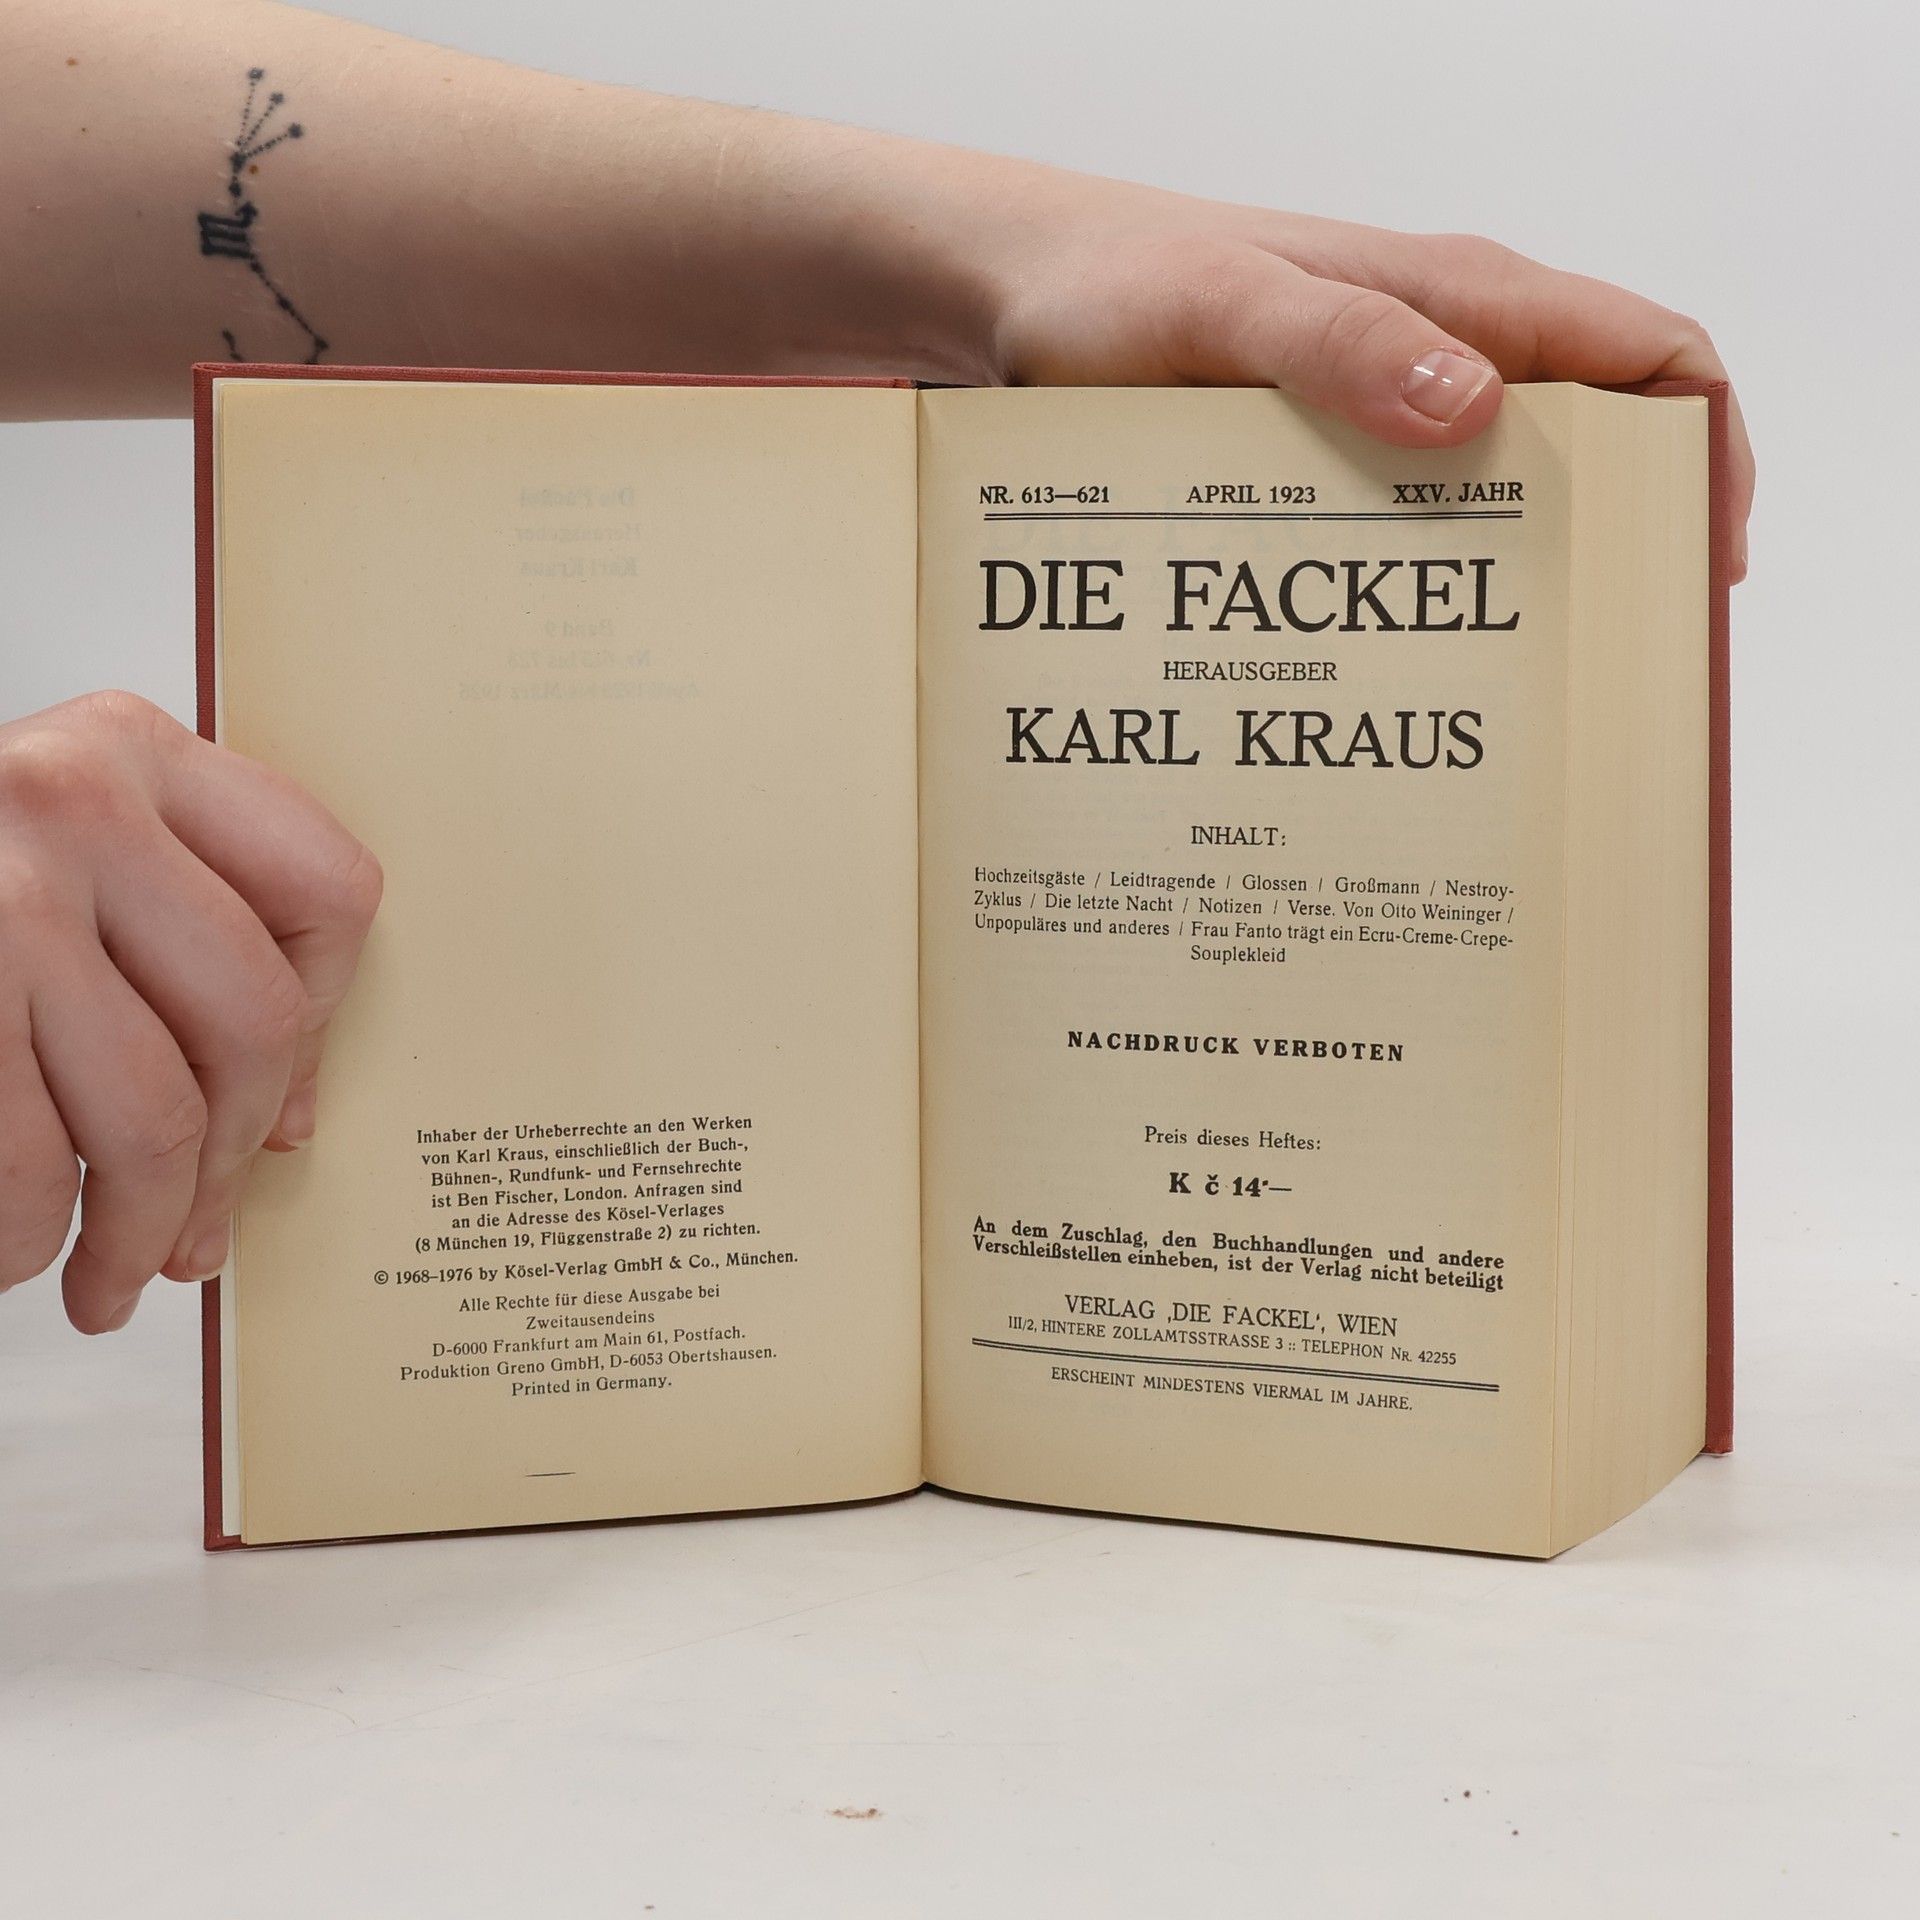 Inhaber der Urheberrechte an den Werken
von Karl Kraus, einschließlich der Buch-,
Bühnen-, Rundfunk- und Fernsehrechte
ist Ben Fischer, London. Anfragen sind
an die Adresse des Kösel-Verlages
(8 München 19, Flüggenstraße 2) zu richten.
© 1968–1976 by Kösel-Verlag GmbH & Co., München.
Alle Rechte für diese Ausgabe bei
Zweitausendeins
D-6000 Frankfurt am Main 61, Postfach.
Produktion Greno GmbH, D-6053 Obertshausen.
Printed in Germany.
NR. 613—621 APRIL 1923 XXV. JAHR
DIE FACKEL
HERAUSGEBER
KARL KRAUS
INHALT:
Hochzeitsgäste / Leidtragende / Glossen / Großmann / Nestroy-
Zyklus / Die letzte Nacht / Notizen / Verse. Von Otto Weininger /
Unpopuläres und anderes / Frau Fanto trägt ein Ecru-Creme-Crepe-
Souplekleid
NACHDRUCK VERBOTEN
Preis dieses Heftes:
K č 14·—
An dem Zuschlag, den Buchhandlungen und andere
Verschleißstellen einheben, ist der Verlag nicht beteiligt
VERLAG ‚DIE FACKEL‘, WIEN
III/2, HINTERE ZOLLAMTSSTRASSE 3 :: TELEPHON NR. 42255
ERSCHEINT MINDESTENS VIERMAL IM JAHRE.